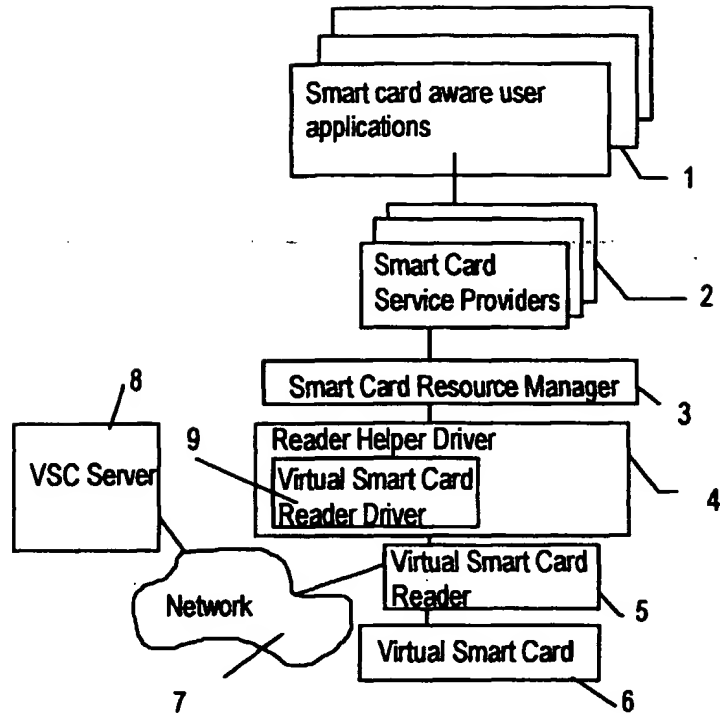 Smart card aware user
applications
1
Smart Card
Service Providers
2
8
Smart Card Resource Manager
3
9
Reader Helper Driver
VSC Server
Virtual Smart Card
Reader Driver
4
Virtual Smart Card
Reader
5
Network
Virtual Smart Card
7
6